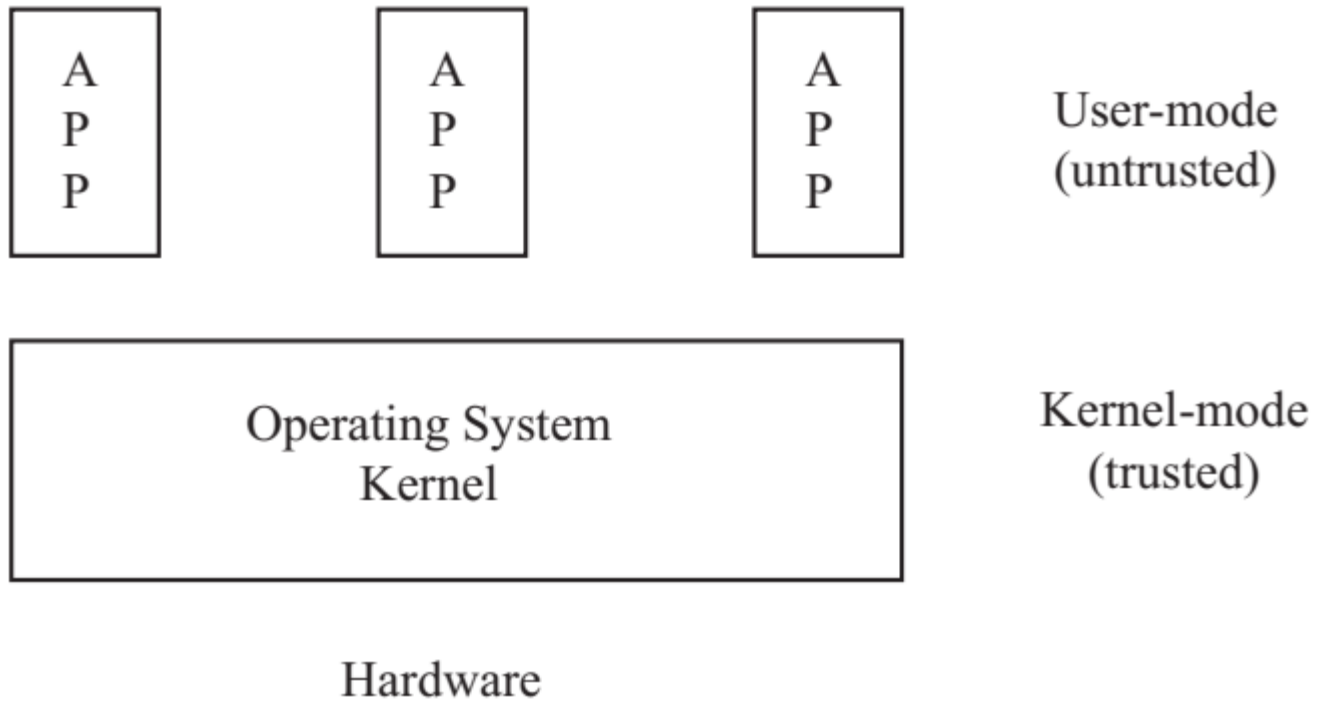 A
P
P
A
P
P
A
P
P
User-mode
(untrusted)
Operating System
Kernel
Kernel-mode
(trusted)
Hardware